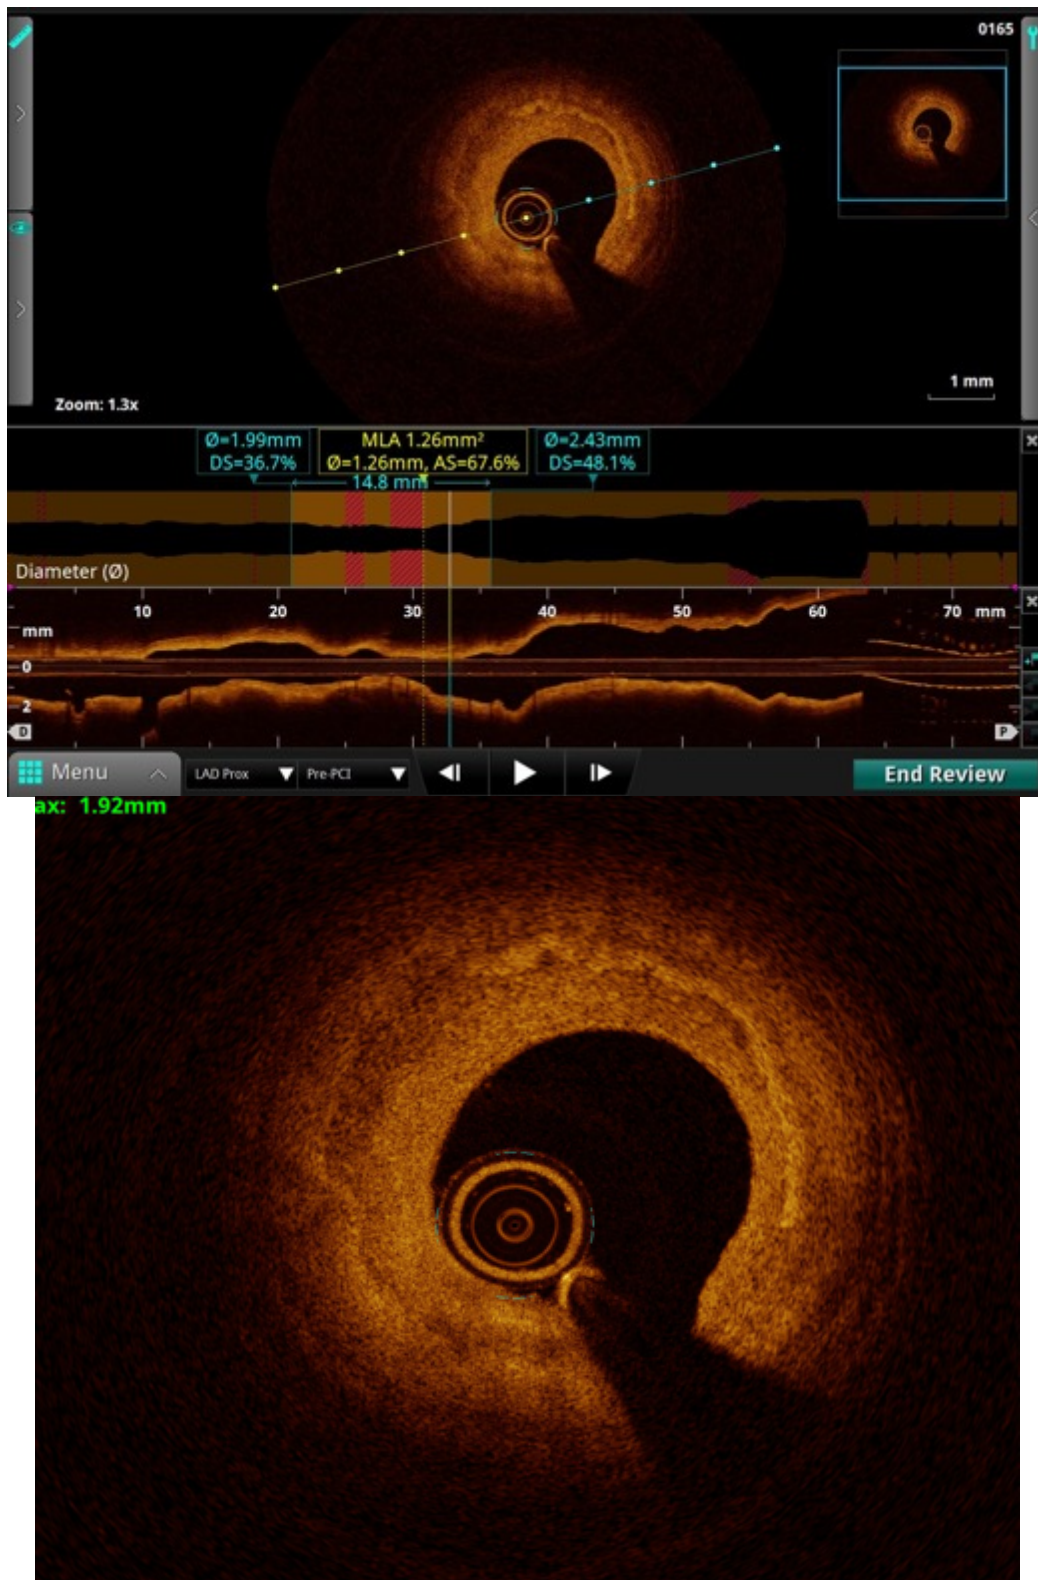 0165
1 mm
Zoom: 1.3x
Ø=1.99mm
DS=36.7%
MLA 1.26mm²
Ø=1.26mm, AS=67.6%
Ø=2.43mm
DS=48.1%
14.8 mm
Diameter (Ø)
10 20 30 40 50 60 70 mm
mm
0
2
D
P
Menu
LAD Prox
Pre-PCI
End Review
ax: 1.92mm